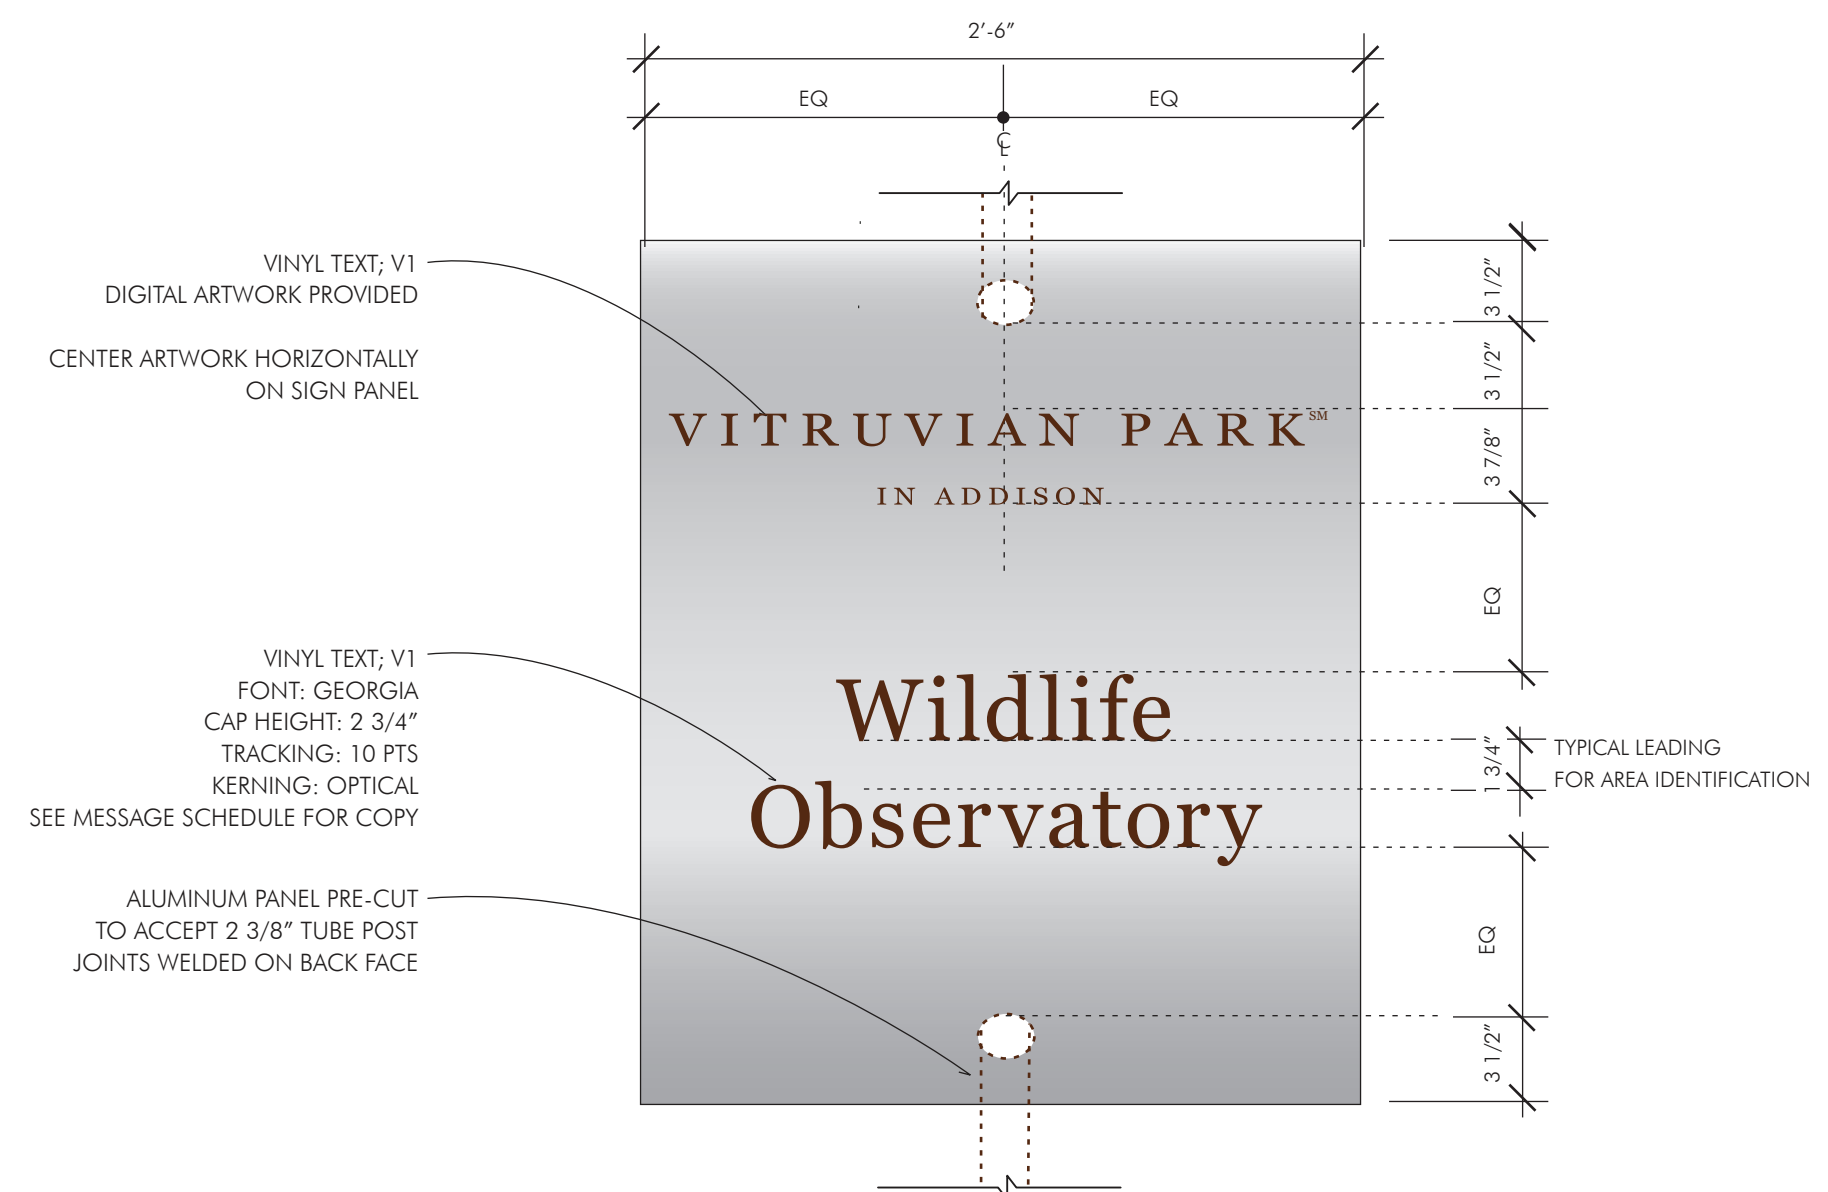 2'-6"
EQ
EQ
CL
VINYL TEXT; V1
DIGITAL ARTWORK PROVIDED
CENTER ARTWORK HORIZONTALLY
ON SIGN PANEL
VITRUVIAN PARK℠
IN ADDISON
Wildlife
Observatory
VINYL TEXT; V1
FONT: GEORGIA
CAP HEIGHT: 2 3/4"
TRACKING: 10 PTS
KERNING: OPTICAL
SEE MESSAGE SCHEDULE FOR COPY
ALUMINUM PANEL PRE-CUT
TO ACCEPT 2 3/8" TUBE POST
JOINTS WELDED ON BACK FACE
3 1/2"
3 1/2"
3 7/8"
EQ
1 3/4"
TYPICAL LEADING
FOR AREA IDENTIFICATION
EQ
3 1/2"